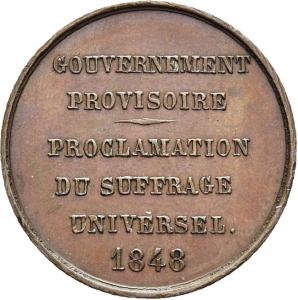 GOUVERNEMENT
PROVISOIRE
PROCLAMATION
DU SUFFRAGE
UNIVERSEL.
1848